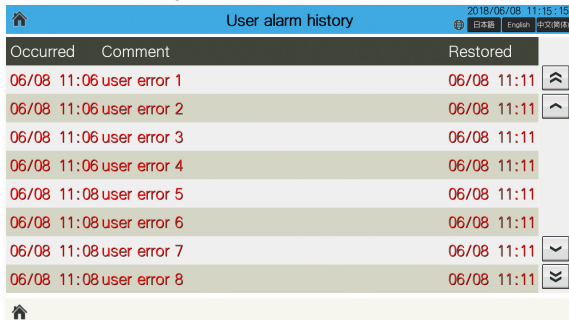 User alarm history
2018/06/08 11:15:15
日本語 English 中文(简体
Occurred Comment Restored
06/08 11:06 user error 1 06/08 11:11
06/08 11:06 user error 2 06/08 11:11
06/08 11:06 user error 3 06/08 11:11
06/08 11:06 user error 4 06/08 11:11
06/08 11:08 user error 5 06/08 11:11
06/08 11:08 user error 6 06/08 11:11
06/08 11:08 user error 7 06/08 11:11
06/08 11:08 user error 8 06/08 11:11